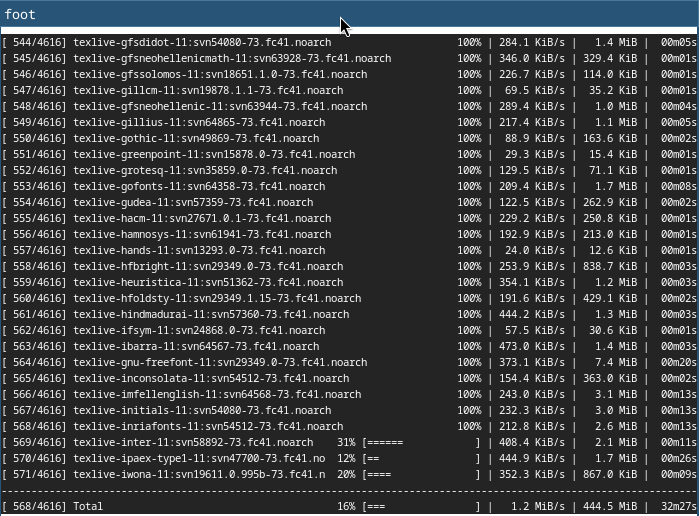 foot
[ 544/4616] texlive-gfsdidot-11:svn54080-73.fc41.noarch 100% | 284.1 KiB/s | 1.4 MiB | 00m05s
[ 545/4616] texlive-gfsneohellenicmath-11:svn63928-73.fc41.noarch 100% | 346.0 KiB/s | 329.4 KiB | 00m01s
[ 546/4616] texlive-gfssolomos-11:svn18651.1.0-73.fc41.noarch 100% | 226.7 KiB/s | 114.0 KiB | 00m01s
[ 547/4616] texlive-gillcm-11:svn19878.1.1-73.fc41.noarch 100% | 69.5 KiB/s | 35.2 KiB | 00m01s
[ 548/4616] texlive-gfsneohellenic-11:svn63944-73.fc41.noarch 100% | 289.4 KiB/s | 1.0 MiB | 00m04s
[ 549/4616] texlive-gillius-11:svn64865-73.fc41.noarch 100% | 217.4 KiB/s | 1.1 MiB | 00m05s
[ 550/4616] texlive-gothic-11:svn49869-73.fc41.noarch 100% | 88.9 KiB/s | 163.6 KiB | 00m02s
[ 551/4616] texlive-greenpoint-11:svn15878.0-73.fc41.noarch 100% | 29.3 KiB/s | 15.4 KiB | 00m01s
[ 552/4616] texlive-grotesq-11:svn35859.0-73.fc41.noarch 100% | 129.5 KiB/s | 71.1 KiB | 00m01s
[ 553/4616] texlive-gofonts-11:svn64358-73.fc41.noarch 100% | 209.4 KiB/s | 1.7 MiB | 00m08s
[ 554/4616] texlive-gudea-11:svn57359-73.fc41.noarch 100% | 122.5 KiB/s | 262.9 KiB | 00m02s
[ 555/4616] texlive-hacm-11:svn27671.0.1-73.fc41.noarch 100% | 229.2 KiB/s | 250.8 KiB | 00m01s
[ 556/4616] texlive-hamnosys-11:svn61941-73.fc41.noarch 100% | 192.9 KiB/s | 213.0 KiB | 00m01s
[ 557/4616] texlive-hands-11:svn13293.0-73.fc41.noarch 100% | 24.0 KiB/s | 12.6 KiB | 00m01s
[ 558/4616] texlive-hfbright-11:svn29349.0-73.fc41.noarch 100% | 253.9 KiB/s | 838.7 KiB | 00m03s
[ 559/4616] texlive-heuristica-11:svn51362-73.fc41.noarch 100% | 354.1 KiB/s | 1.2 MiB | 00m03s
[ 560/4616] texlive-hfoldsty-11:svn29349.1.15-73.fc41.noarch 100% | 191.6 KiB/s | 429.1 KiB | 00m02s
[ 561/4616] texlive-hindmadurai-11:svn57360-73.fc41.noarch 100% | 444.2 KiB/s | 1.3 MiB | 00m03s
[ 562/4616] texlive-ifsym-11:svn24868.0-73.fc41.noarch 100% | 57.5 KiB/s | 30.6 KiB | 00m01s
[ 563/4616] texlive-ibarra-11:svn64567-73.fc41.noarch 100% | 473.0 KiB/s | 1.4 MiB | 00m03s
[ 564/4616] texlive-gnu-freefont-11:svn29349.0-73.fc41.noarch 100% | 373.1 KiB/s | 7.4 MiB | 00m20s
[ 565/4616] texlive-inconsolata-11:svn54512-73.fc41.noarch 100% | 154.4 KiB/s | 363.0 KiB | 00m02s
[ 566/4616] texlive-imfellenglish-11:svn64568-73.fc41.noarch 100% | 243.0 KiB/s | 3.1 MiB | 00m13s
[ 567/4616] texlive-initials-11:svn54080-73.fc41.noarch 100% | 232.3 KiB/s | 3.0 MiB | 00m13s
[ 568/4616] texlive-inriafonts-11:svn54512-73.fc41.noarch 100% | 212.8 KiB/s | 2.6 MiB | 00m13s
[ 569/4616] texlive-inter-11:svn58892-73.fc41.noarch 31% [====== ] | 408.4 KiB/s | 2.1 MiB | 00m11s
[ 570/4616] texlive-ipaex-type1-11:svn47700-73.fc41.no 12% [== ] | 444.9 KiB/s | 1.7 MiB | 00m26s
[ 571/4616] texlive-iwona-11:svn19611.0.995b-73.fc41.n 20% [==== ] | 352.3 KiB/s | 867.0 KiB | 00m09s
----------------------------------------------------------------------------------------------------------------------
[ 568/4616] Total 16% [=== ] | 1.2 MiB/s | 444.5 MiB | 32m27s